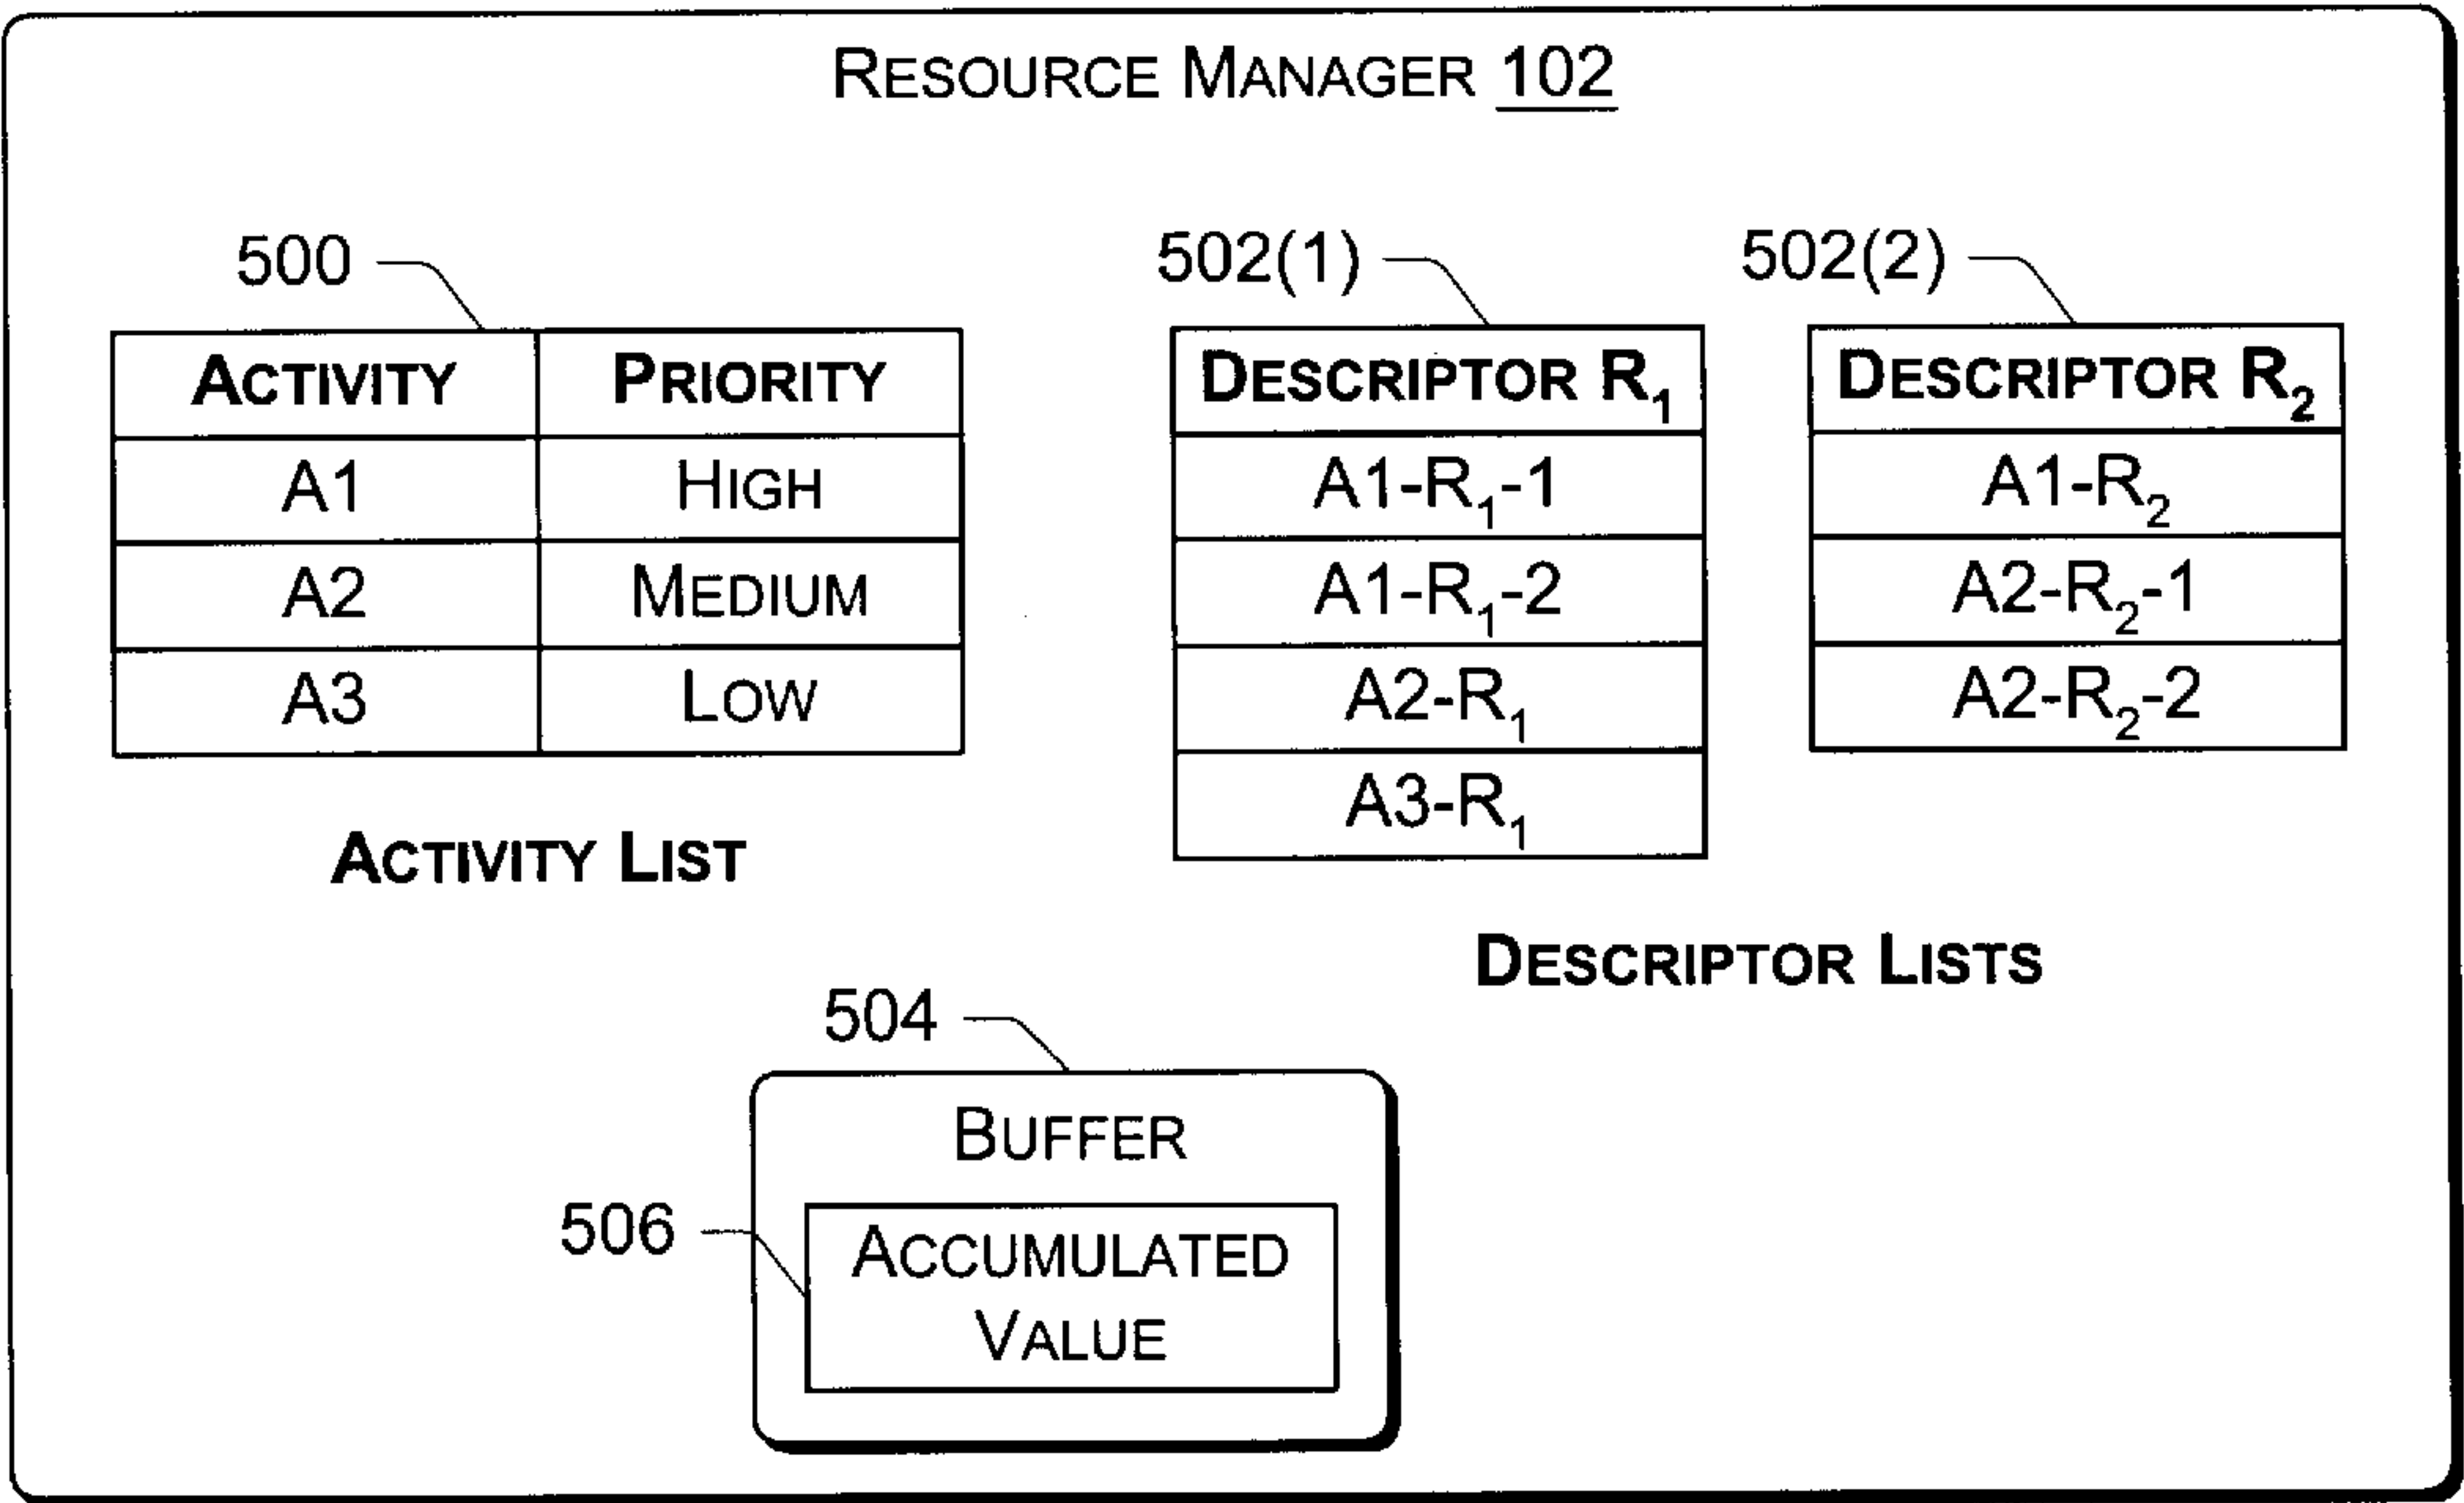 RESOURCE MANAGER 102
500
502(1)
502(2)
ACTIVITY PRIORITY
A1 HIGH
A2 MEDIUM
A3 LOW
ACTIVITY LIST
DESCRIPTOR R₁
A1-R₁-1
A1-R₁-2
A2-R₁
A3-R₁
DESCRIPTOR R₂
A1-R₂
A2-R₂-1
A2-R₂-2
DESCRIPTOR LISTS
504
BUFFER
506
ACCUMULATED
VALUE